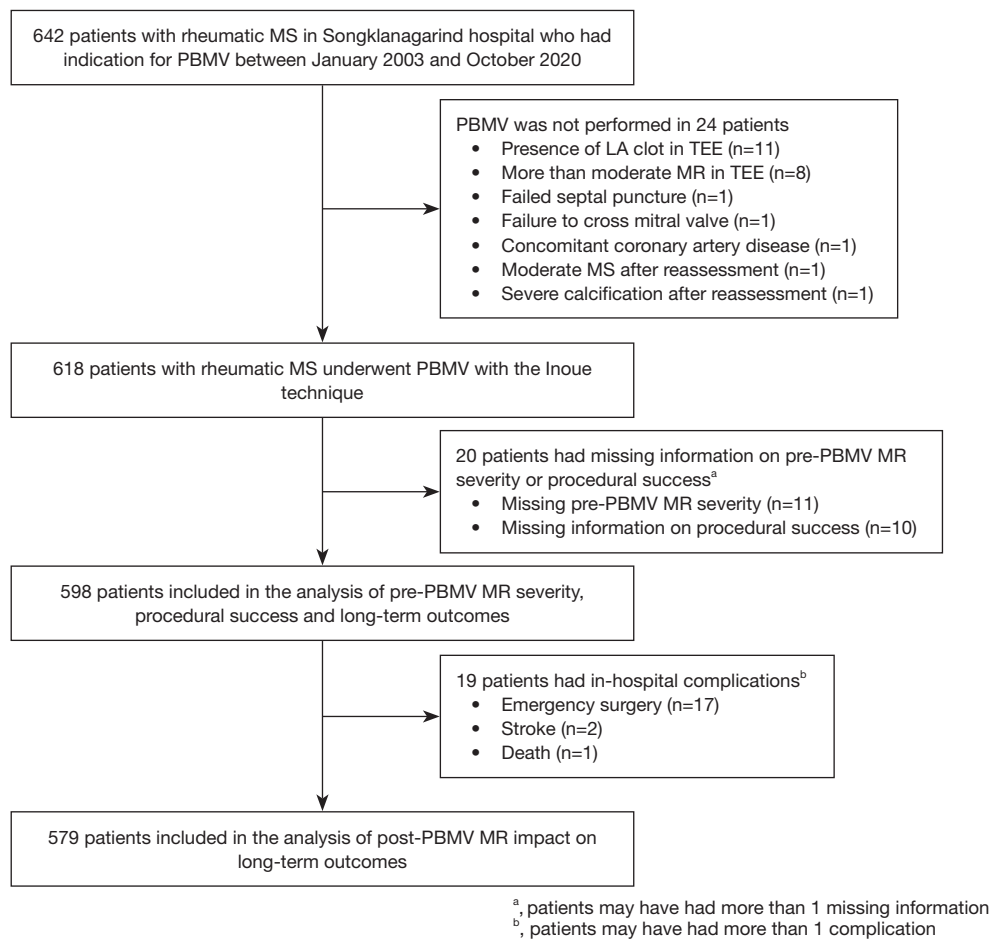 642 patients with rheumatic MS in Songklanagarind hospital who had
indication for PBMV between January 2003 and October 2020
PBMV was not performed in 24 patients
• Presence of LA clot in TEE (n=11)
• More than moderate MR in TEE (n=8)
• Failed septal puncture (n=1)
• Failure to cross mitral valve (n=1)
• Concomitant coronary artery disease (n=1)
• Moderate MS after reassessment (n=1)
• Severe calcification after reassessment (n=1)
618 patients with rheumatic MS underwent PBMV with the Inoue
technique
20 patients had missing information on pre-PBMV MR
severity or procedural success^a
• Missing pre-PBMV MR severity (n=11)
• Missing information on procedural success (n=10)
598 patients included in the analysis of pre-PBMV MR severity,
procedural success and long-term outcomes
19 patients had in-hospital complications^b
• Emergency surgery (n=17)
• Stroke (n=2)
• Death (n=1)
579 patients included in the analysis of post-PBMV MR impact on
long-term outcomes
^a, patients may have had more than 1 missing information
^b, patients may have had more than 1 complication